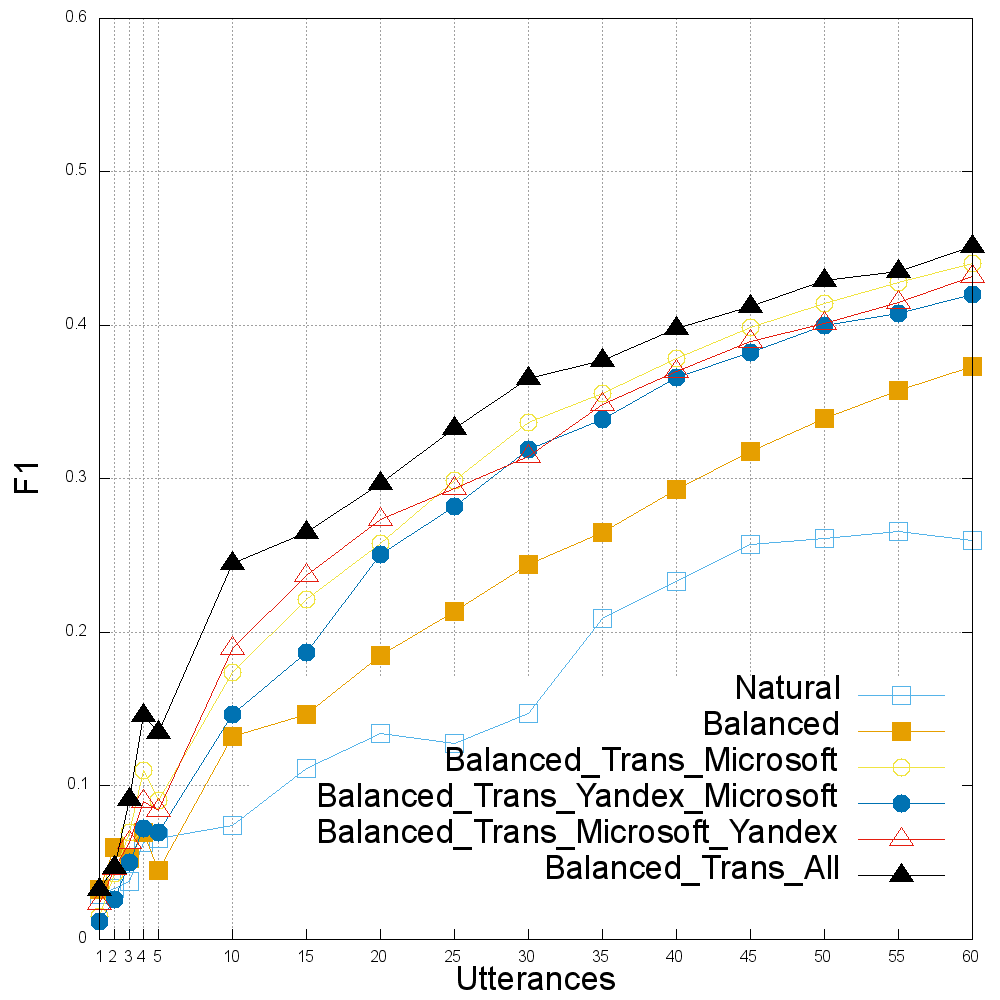 0.6
0.5
0.4
0.3
0.2
0.1
0
F1
Natural
Balanced
Balanced_Trans_Microsoft
Balanced_Trans_Yandex_Microsoft
Balanced_Trans_Microsoft_Yandex
Balanced_Trans_All
1 2 3 4 5 10 15 20 25 30 35 40 45 50 55 60
Utterances